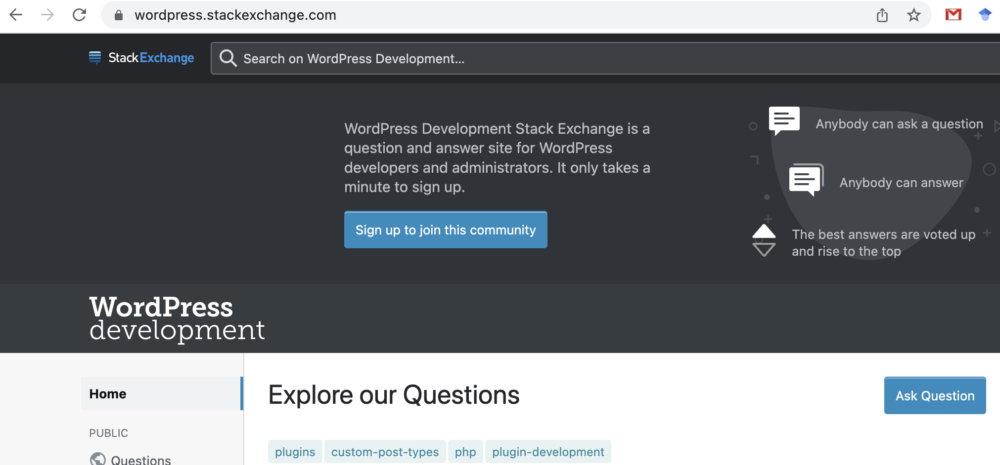 wordpress.stackexchange.com
StackExchange
Search on WordPress Development...
WordPress Development Stack Exchange is a
question and answer site for WordPress
developers and administrators. It only takes a
minute to sign up.
Sign up to join this community
Anybody can ask a question
Anybody can answer
The best answers are voted up
and rise to the top
WordPress
development
Home
PUBLIC
Questions
Explore our Questions
Ask Question
plugins custom-post-types php plugin-development